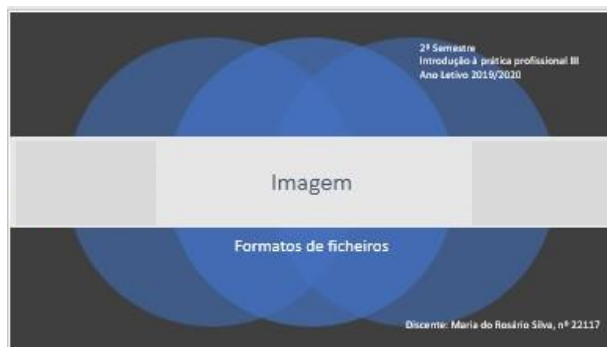 2º Semestre
Introdução à prática profissional III
Ano Letivo 2019/2020
Imagem
Formatos de ficheiros
Discente: Maria do Rosário Silva, nº 22117